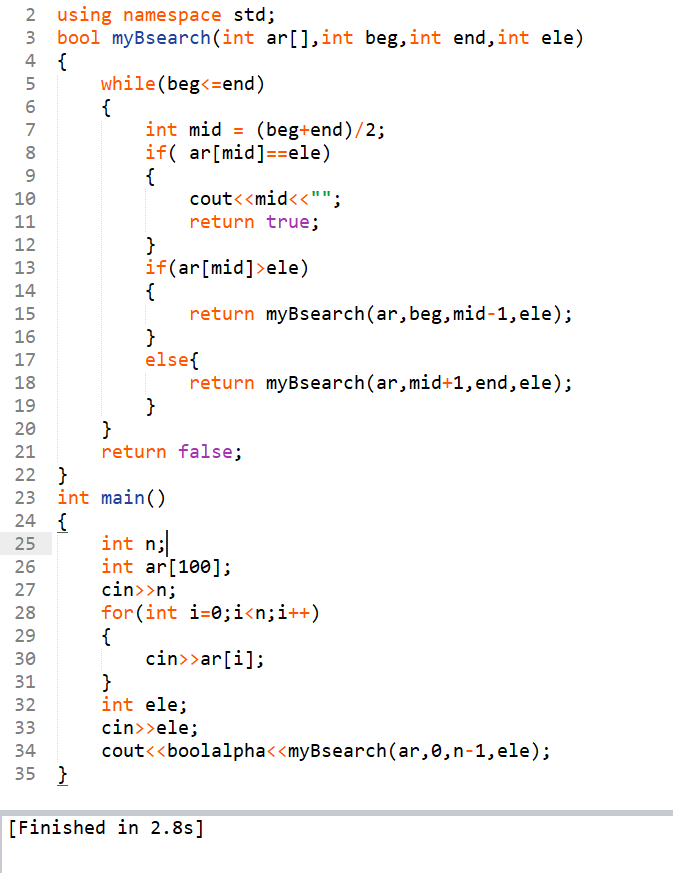 2 using namespace std;
3 bool myBsearch(int ar[],int beg,int end,int ele)
4 {
5     while(beg<=end)
6     {
7         int mid = (beg+end)/2;
8         if( ar[mid]==ele)
9         {
10             cout<<mid<<"";
11             return true;
12         }
13         if(ar[mid]>ele)
14         {
15             return myBsearch(ar,beg,mid-1,ele);
16         }
17         else{
18             return myBsearch(ar,mid+1,end,ele);
19         }
20     }
21     return false;
22 }
23 int main()
24 {
25     int n;
26     int ar[100];
27     cin>>n;
28     for(int i=0;i<n;i++)
29     {
30         cin>>ar[i];
31     }
32     int ele;
33     cin>>ele;
34     cout<<boolalpha<<myBsearch(ar,0,n-1,ele);
35 }
[Finished in 2.8s]